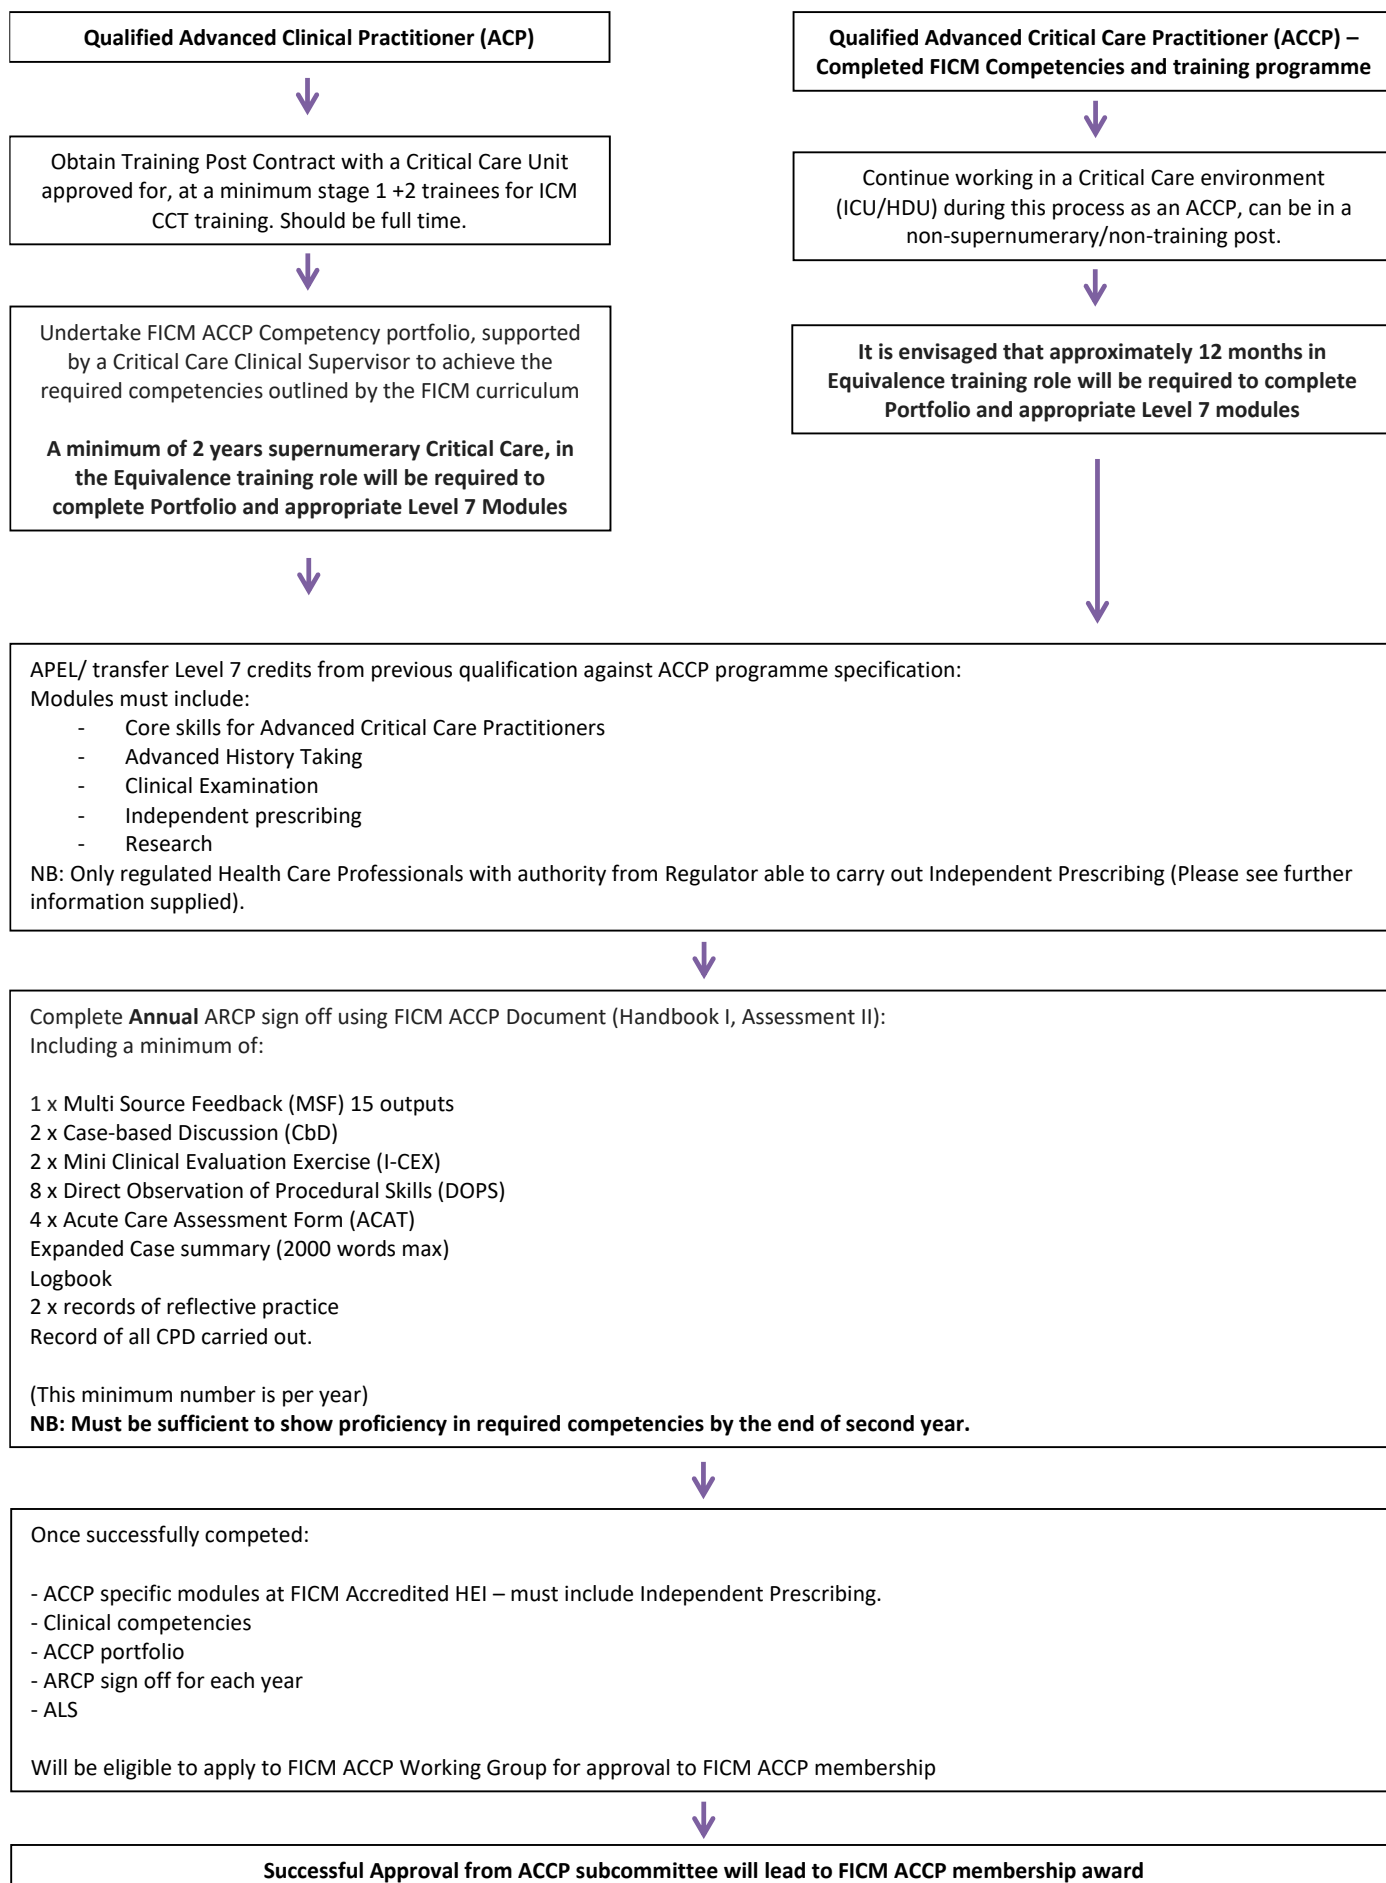 Qualified Advanced Clinical Practitioner (ACP)
Obtain Training Post Contract with a Critical Care Unit
approved for, at a minimum stage 1 +2 trainees for ICM
CCT training. Should be full time.
Undertake FICM ACCP Competency portfolio, supported
by a Critical Care Clinical Supervisor to achieve the
required competencies outlined by the FICM curriculum
A minimum of 2 years supernumerary Critical Care, in
the Equivalence training role will be required to
complete Portfolio and appropriate Level 7 Modules
Qualified Advanced Critical Care Practitioner (ACCP) –
Completed FICM Competencies and training programme
Continue working in a Critical Care environment
(ICU/HDU) during this process as an ACCP, can be in a
non-supernumerary/non-training post.
It is envisaged that approximately 12 months in
Equivalence training role will be required to complete
Portfolio and appropriate Level 7 modules
APEL/ transfer Level 7 credits from previous qualification against ACCP programme specification:
Modules must include:
- Core skills for Advanced Critical Care Practitioners
- Advanced History Taking
- Clinical Examination
- Independent prescribing
- Research
NB: Only regulated Health Care Professionals with authority from Regulator able to carry out Independent Prescribing (Please see further
information supplied).
Complete Annual ARCP sign off using FICM ACCP Document (Handbook I, Assessment II):
Including a minimum of:
1 x Multi Source Feedback (MSF) 15 outputs
2 x Case-based Discussion (CbD)
2 x Mini Clinical Evaluation Exercise (I-CEX)
8 x Direct Observation of Procedural Skills (DOPS)
4 x Acute Care Assessment Form (ACAT)
Expanded Case summary (2000 words max)
Logbook
2 x records of reflective practice
Record of all CPD carried out.
(This minimum number is per year)
NB: Must be sufficient to show proficiency in required competencies by the end of second year.
Once successfully competed:
- ACCP specific modules at FICM Accredited HEI – must include Independent Prescribing.
- Clinical competencies
- ACCP portfolio
- ARCP sign off for each year
- ALS
Will be eligible to apply to FICM ACCP Working Group for approval to FICM ACCP membership
Successful Approval from ACCP subcommittee will lead to FICM ACCP membership award